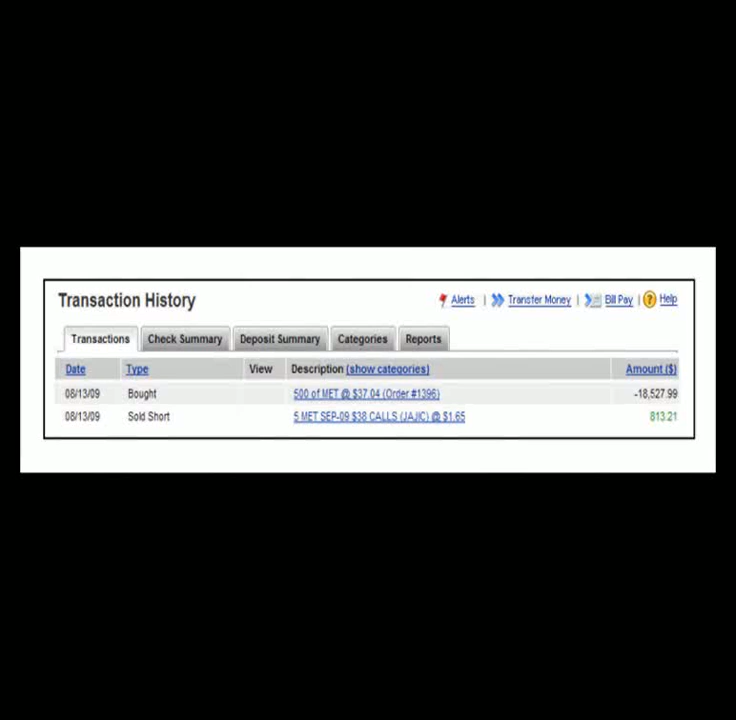 Transaction History
Alerts | Transfer Money | Bill Pay | Help
Transactions Check Summary Deposit Summary Categories Reports
Date Type View Description (show categories) Amount ($)
08/13/09 Bought 500 of MET @ $37.04 (Order #1396) -18,527.99
08/13/09 Sold Short 5 MET SEP-09 $38 CALLS (JAJIC) @ $1.65 813.21